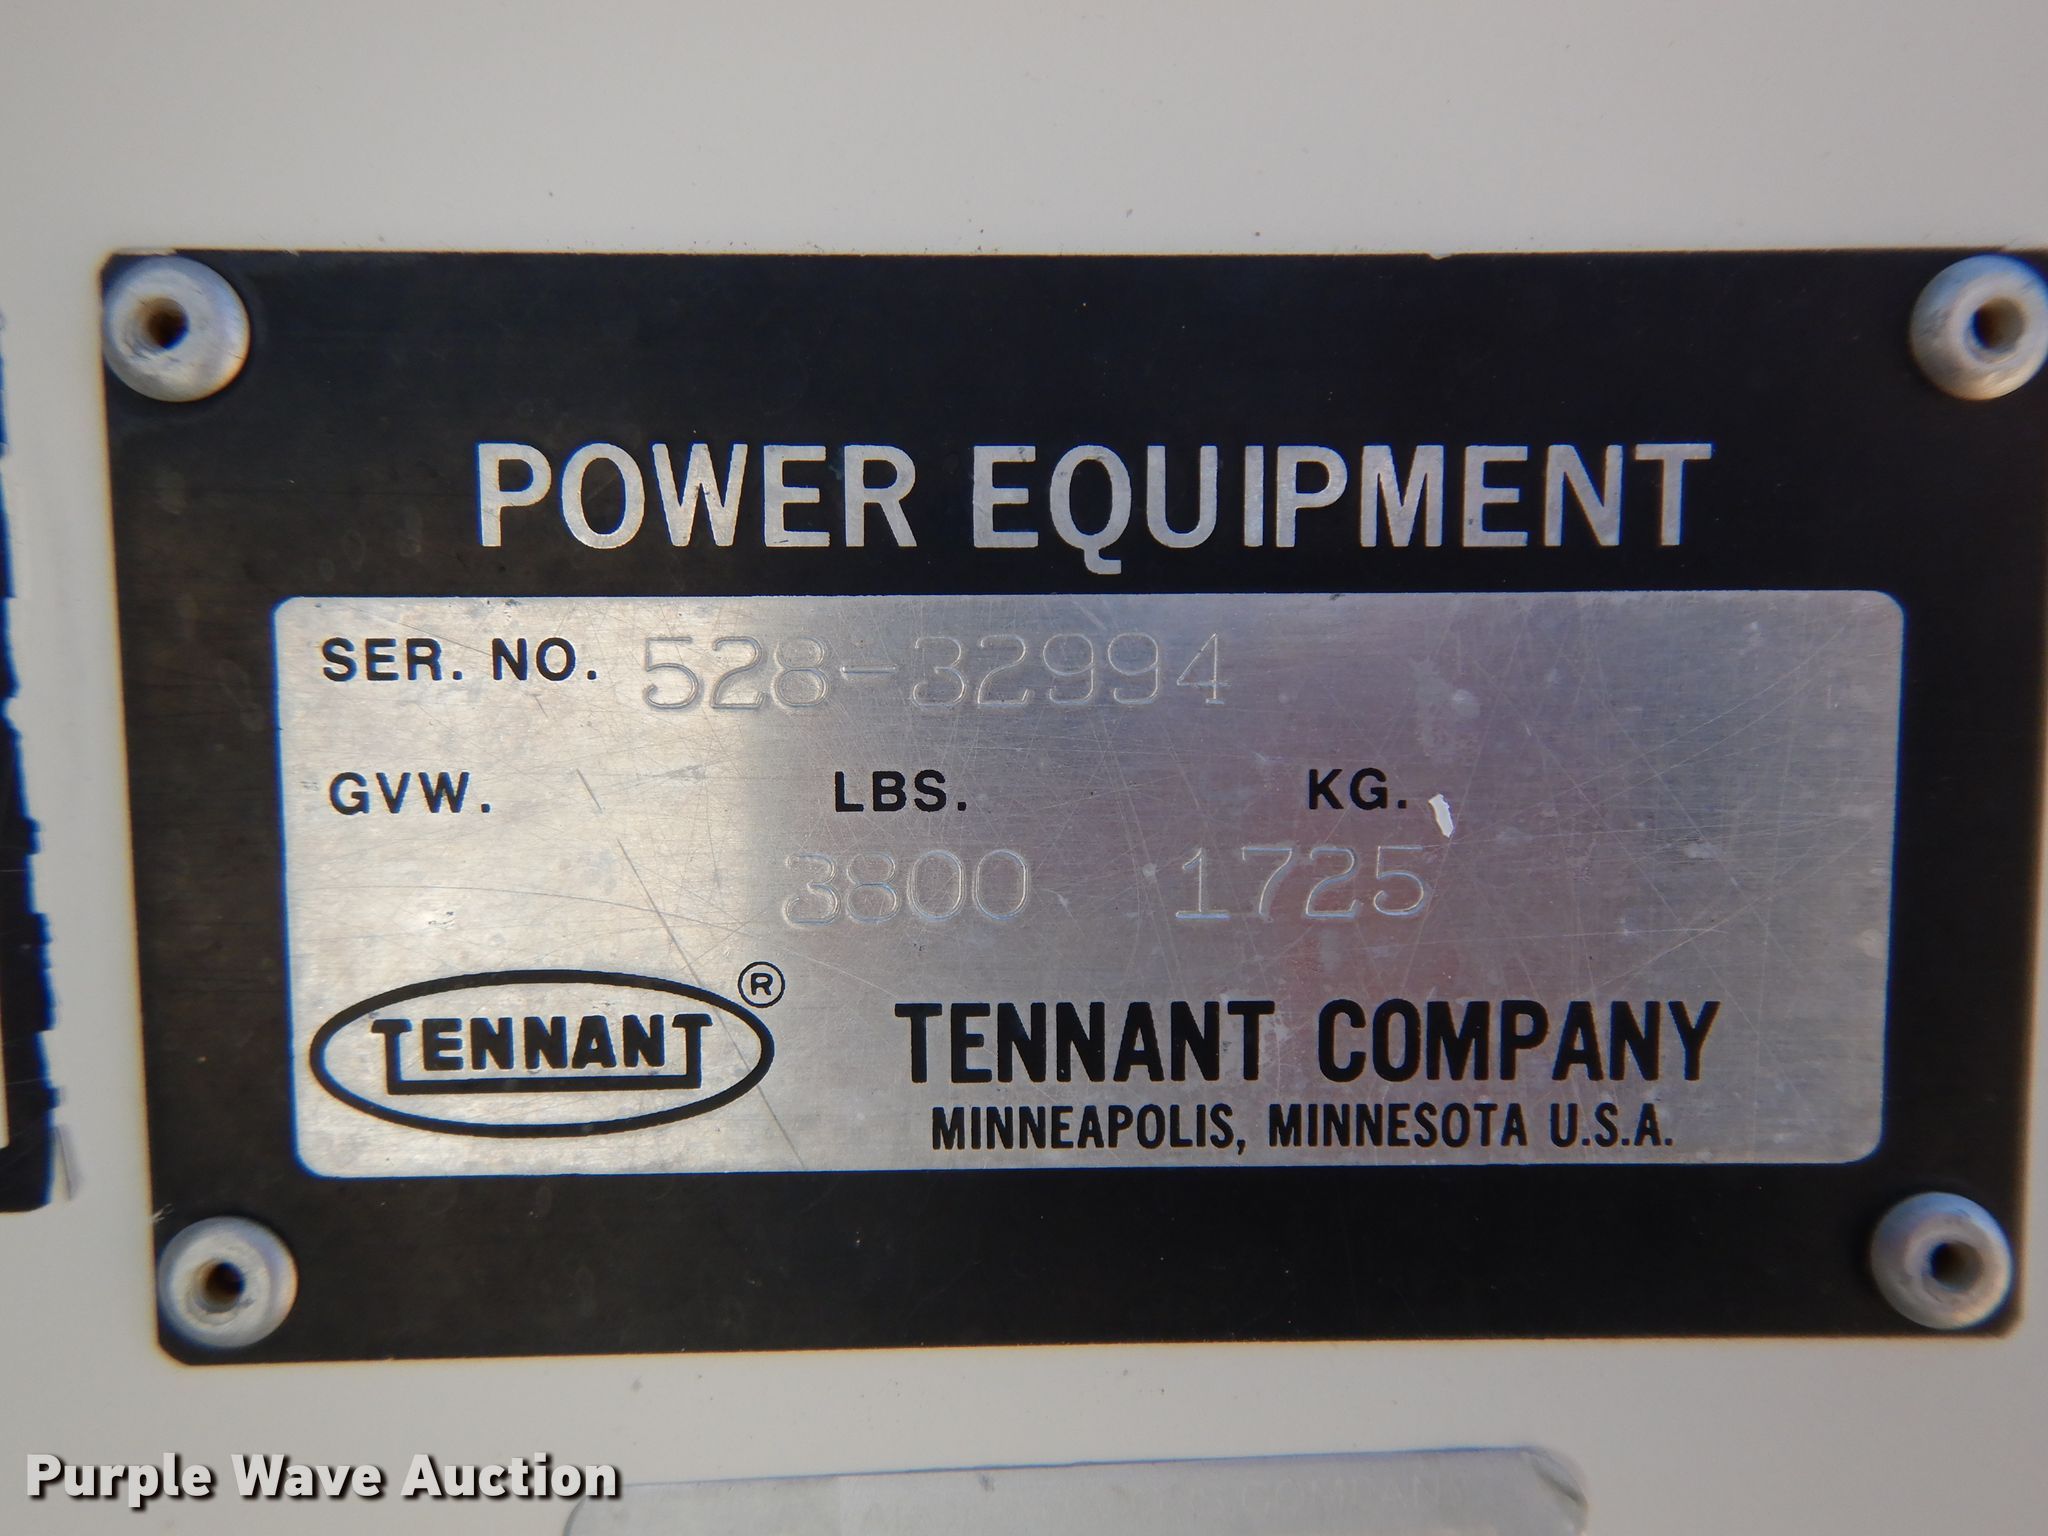 POWER EQUIPMENT
SER. NO. 528-32994
GVW. LBS. KG.
3800 1725
TENNANT ®
TENNANT COMPANY
MINNEAPOLIS, MINNESOTA U.S.A.
Purple Wave Auction